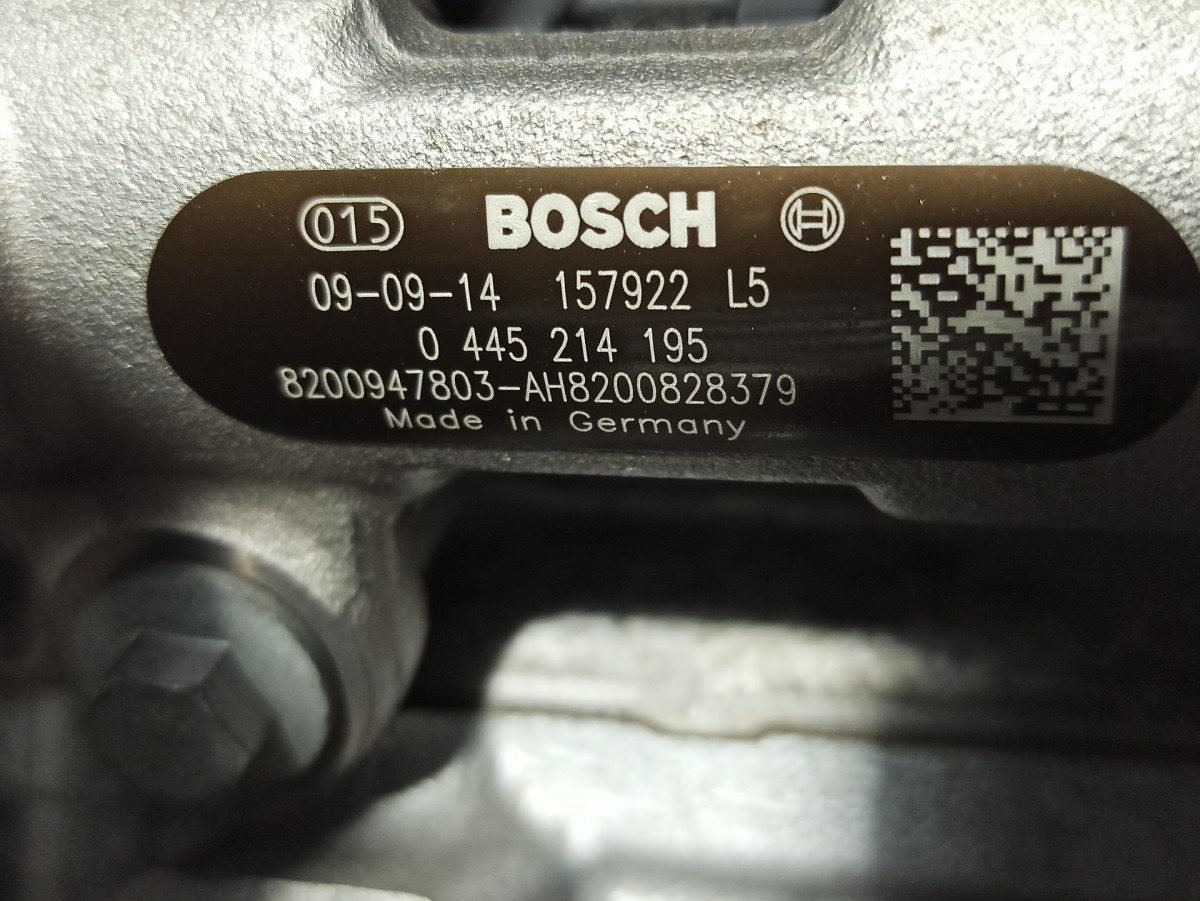 015 BOSCH
09-09-14 157922 L5
0 445 214 195
8200947803-AH8200828379
Made in Germany